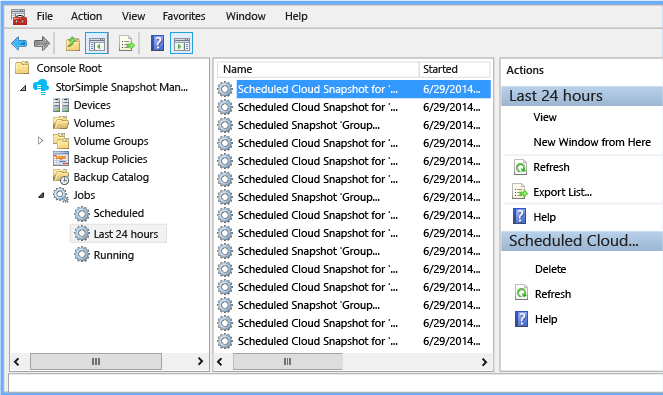 File Action View Favorites Window Help
Console Root
StorSimple Snapshot Man...
Devices
Volumes
Volume Groups
Backup Policies
Backup Catalog
Jobs
Scheduled
Last 24 hours
Running
Name Started
Scheduled Cloud Snapshot for '... 6/29/2014...
Scheduled Cloud Snapshot for '... 6/29/2014...
Scheduled Snapshot 'Group... 6/29/2014...
Scheduled Cloud Snapshot for '... 6/29/2014...
Scheduled Cloud Snapshot for '... 6/29/2014...
Scheduled Cloud Snapshot for '... 6/29/2014...
Scheduled Snapshot 'Group... 6/29/2014...
Scheduled Cloud Snapshot for '... 6/29/2014...
Scheduled Cloud Snapshot for '... 6/29/2014...
Scheduled Snapshot 'Group... 6/29/2014...
Scheduled Cloud Snapshot for '... 6/29/2014...
Scheduled Cloud Snapshot for '... 6/29/2014...
Scheduled Snapshot 'Group... 6/29/2014...
Scheduled Cloud Snapshot for '... 6/29/2014...
Scheduled Cloud Snapshot for '... 6/29/2014...
Actions
Last 24 hours
View
New Window from Here
Refresh
Export List...
Help
Scheduled Cloud...
Delete
Refresh
Help